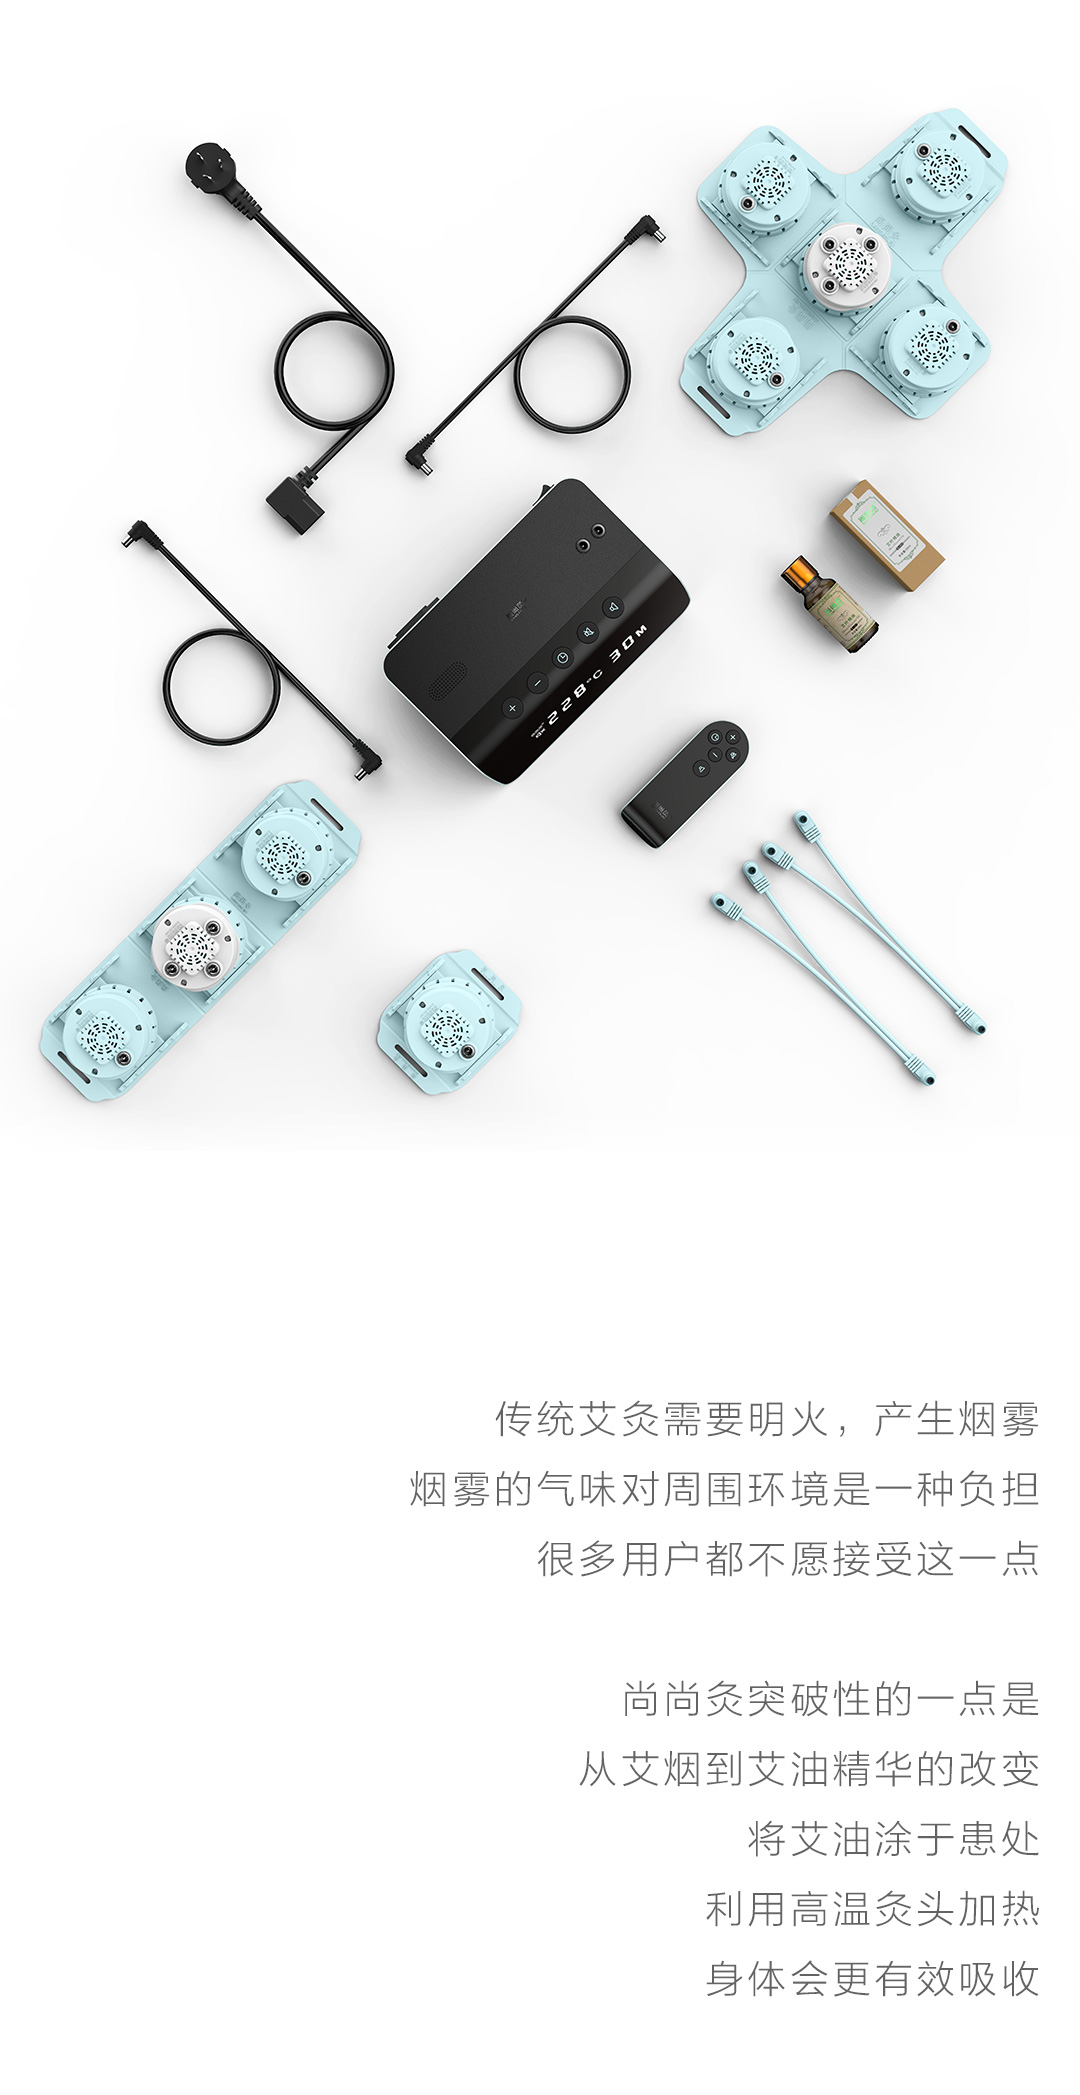 228°C 30M
传统艾灸需要明火，产生烟雾
烟雾的气味对周围环境是一种负担
很多用户都不愿接受这一点
尚尚灸突破性的一点是
从艾烟到艾油精华的改变
将艾油涂于患处
利用高温灸头加热
身体会更有效吸收